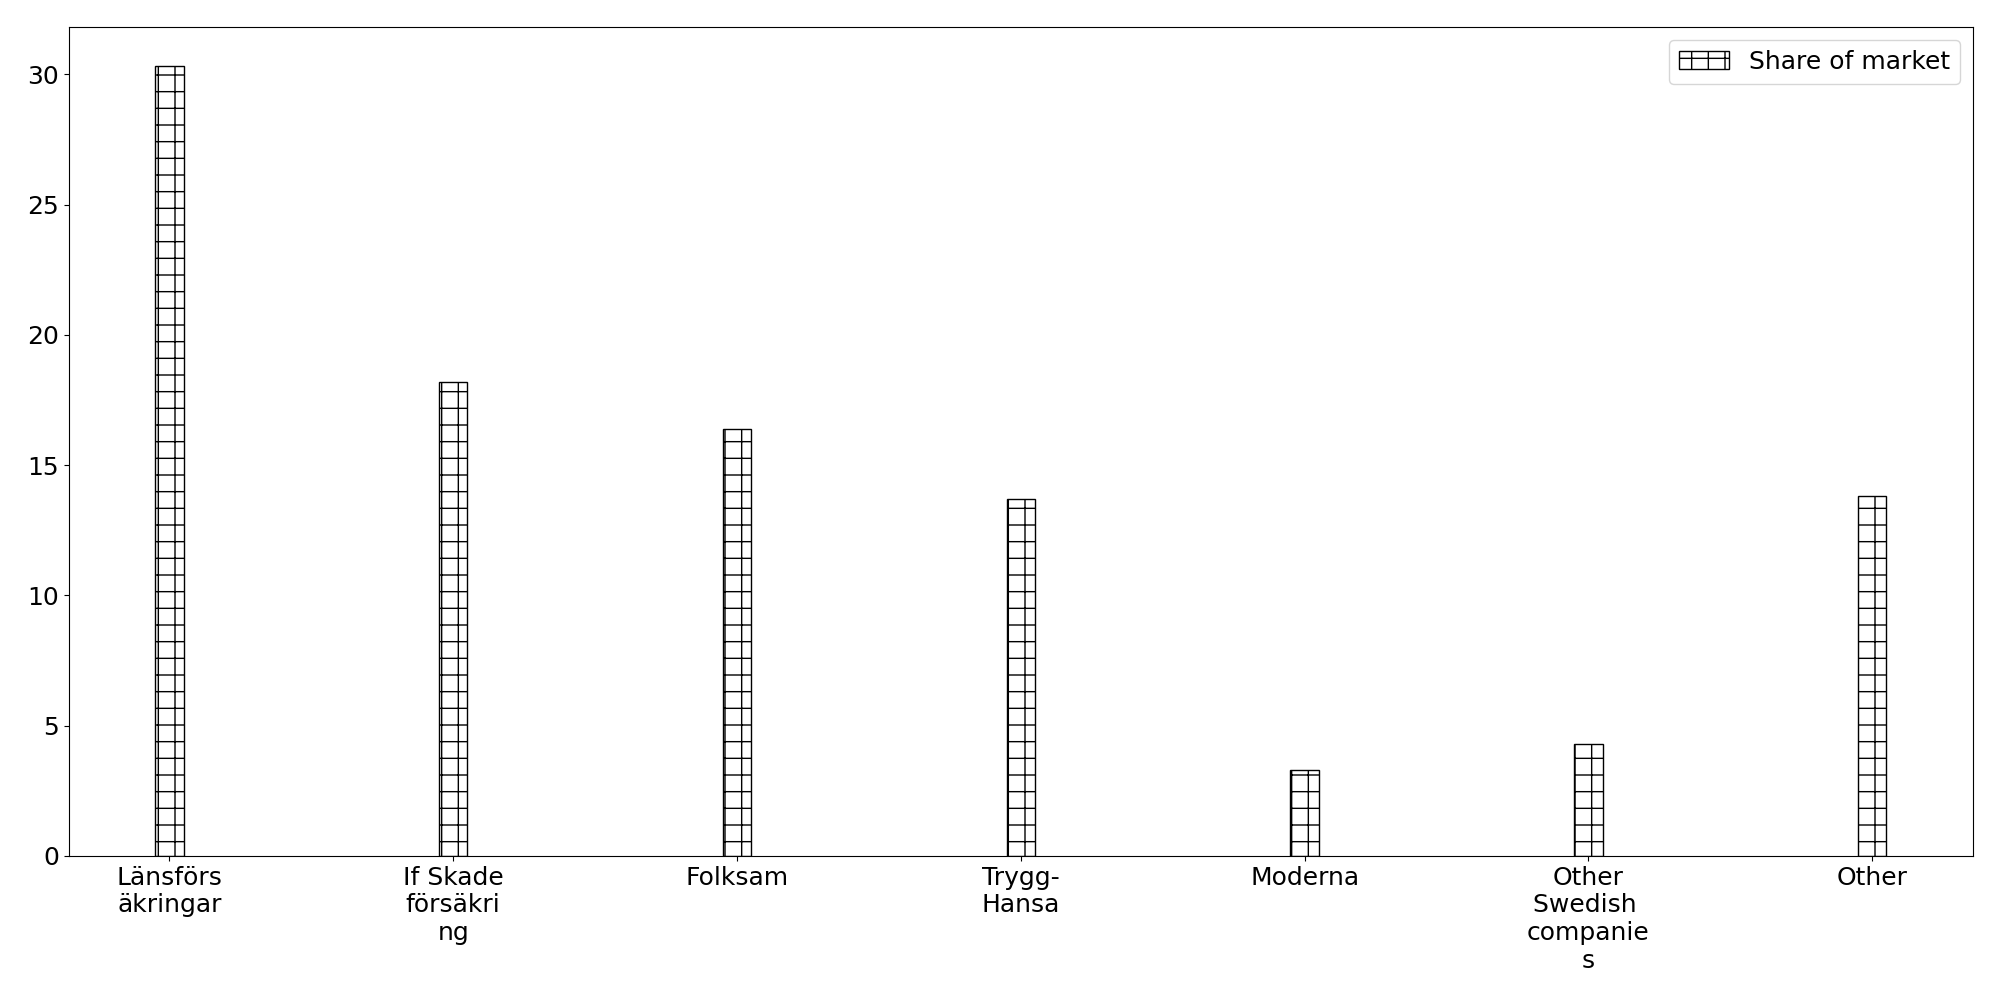 30
25
20
15
10
5
0
Share of market
Länsförs
äkringar
If Skade
försäkri
ng
Folksam
Trygg-
Hansa
Moderna
Other
Swedish
companie
s
Other